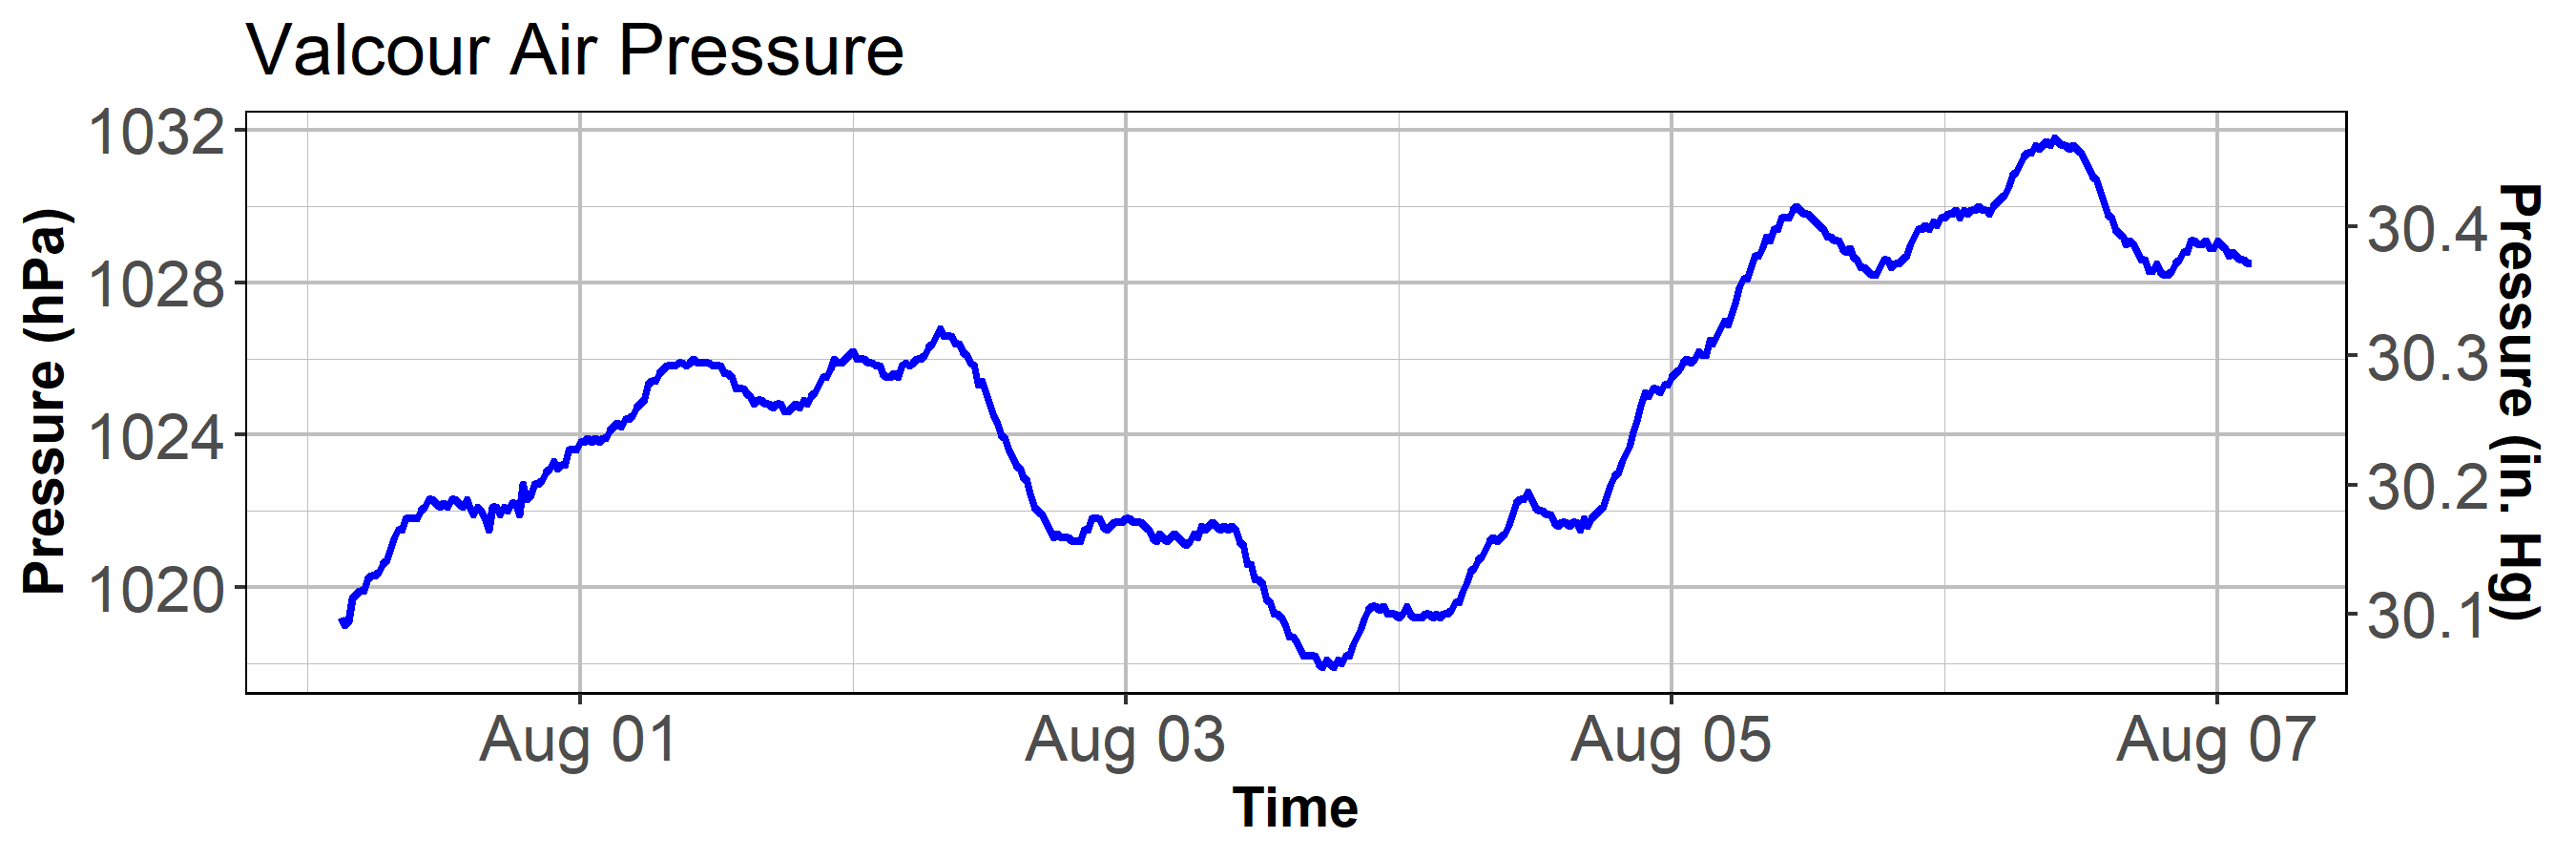 Valcour Air Pressure
1032
1028
1024
1020
Pressure (hPa)
30.4
30.3
30.2
30.1
Pressure (in. Hg)
Aug 01 Aug 03 Aug 05 Aug 07
Time